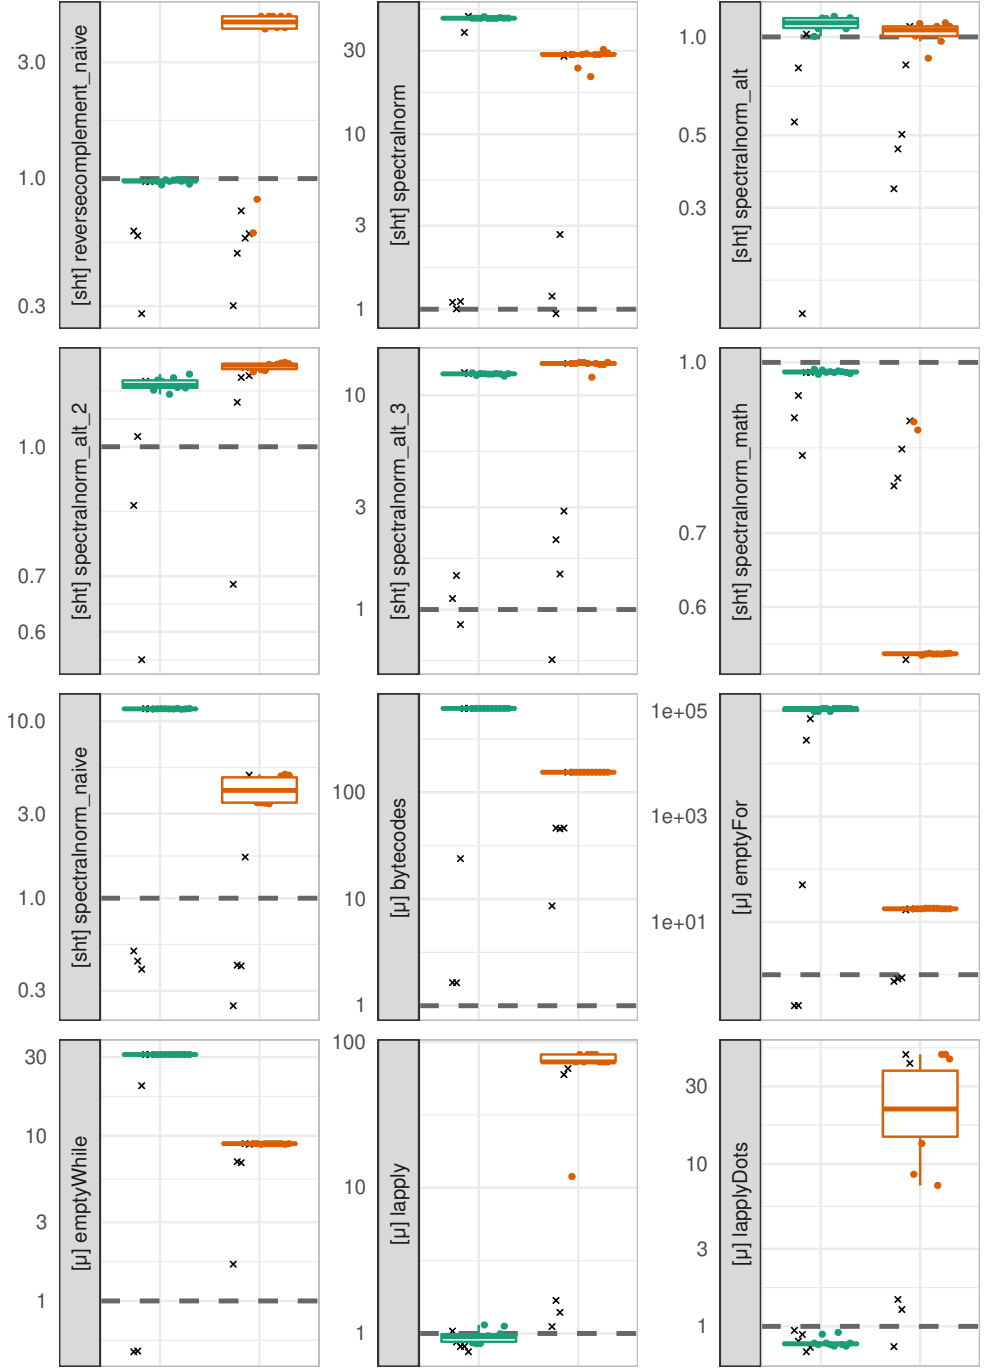 [sht] reversecomplement_naive
3.0
1.0
0.3
[sht] spectralnorm
30
10
3
1
[sht] spectralnorm_alt
1.0
0.5
0.3
[sht] spectralnorm_alt_2
1.0
0.7
0.6
[sht] spectralnorm_alt_3
10
3
1
[sht] spectralnorm_math
1.0
0.7
0.6
[sht] spectralnorm_naive
10.0
3.0
1.0
0.3
[µ] bytecodes
100
10
1
[µ] emptyFor
1e+05
1e+03
1e+01
[µ] emptyWhile
30
10
3
1
[µ] lapply
100
10
1
[µ] lapplyDots
30
10
3
1